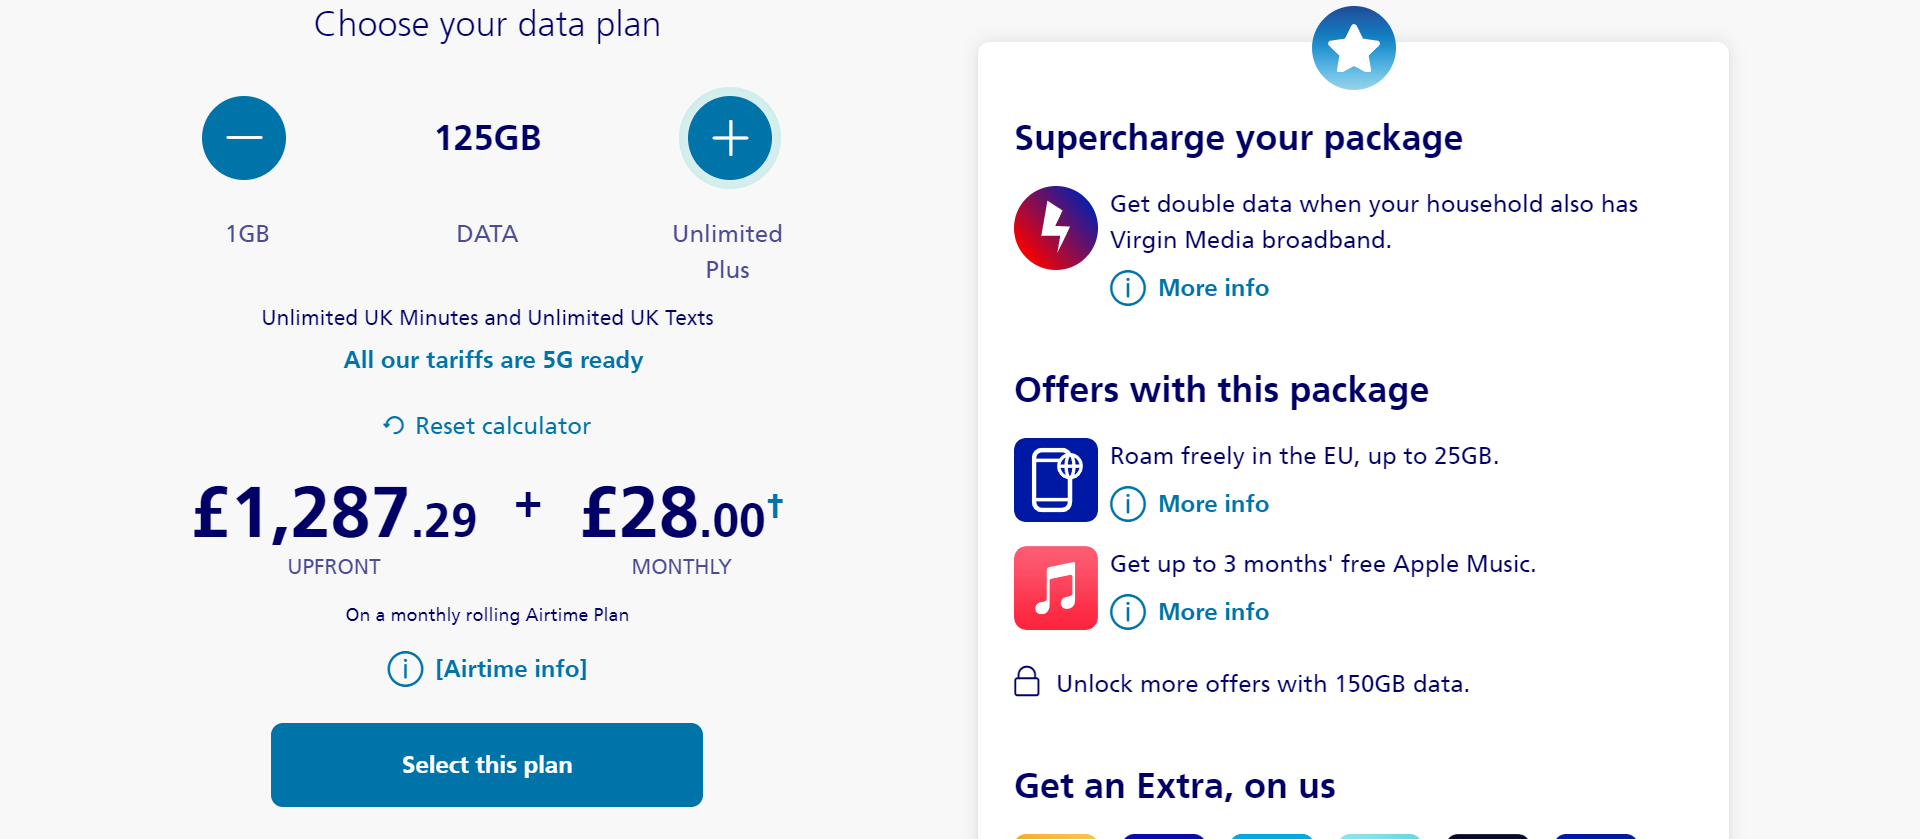 Choose your data plan
125GB
1GB
DATA
Unlimited
Plus
Unlimited UK Minutes and Unlimited UK Texts
All our tariffs are 5G ready
Reset calculator
£1,287.29 + £28.00†
UPFRONT
MONTHLY
On a monthly rolling Airtime Plan
[Airtime info]
Select this plan
Supercharge your package
Get double data when your household also has
Virgin Media broadband.
More info
Offers with this package
Roam freely in the EU, up to 25GB.
More info
Get up to 3 months' free Apple Music.
More info
Unlock more offers with 150GB data.
Get an Extra, on us